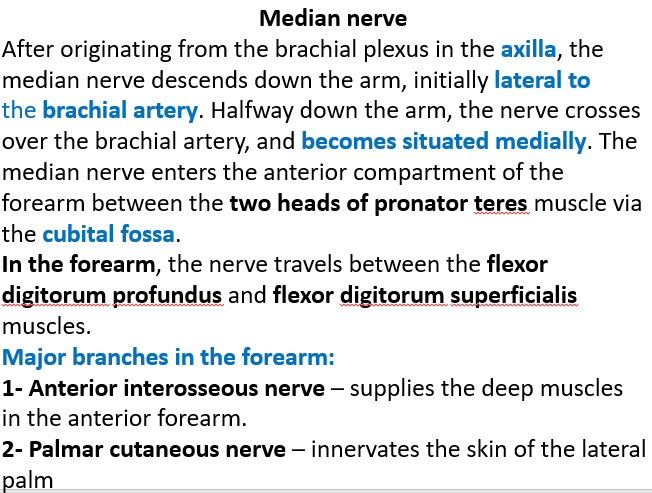 Median nerve
After originating from the brachial plexus in the axilla, the
median nerve descends down the arm, initially lateral to
the brachial artery. Halfway down the arm, the nerve crosses
over the brachial artery, and becomes situated medially. The
median nerve enters the anterior compartment of the
forearm between the two heads of pronator teres muscle via
the cubital fossa.
In the forearm, the nerve travels between the flexor
digitorum profundus and flexor digitorum superficialis
muscles.
Major branches in the forearm:
1- Anterior interosseous nerve – supplies the deep muscles
in the anterior forearm.
2- Palmar cutaneous nerve – innervates the skin of the lateral
palm